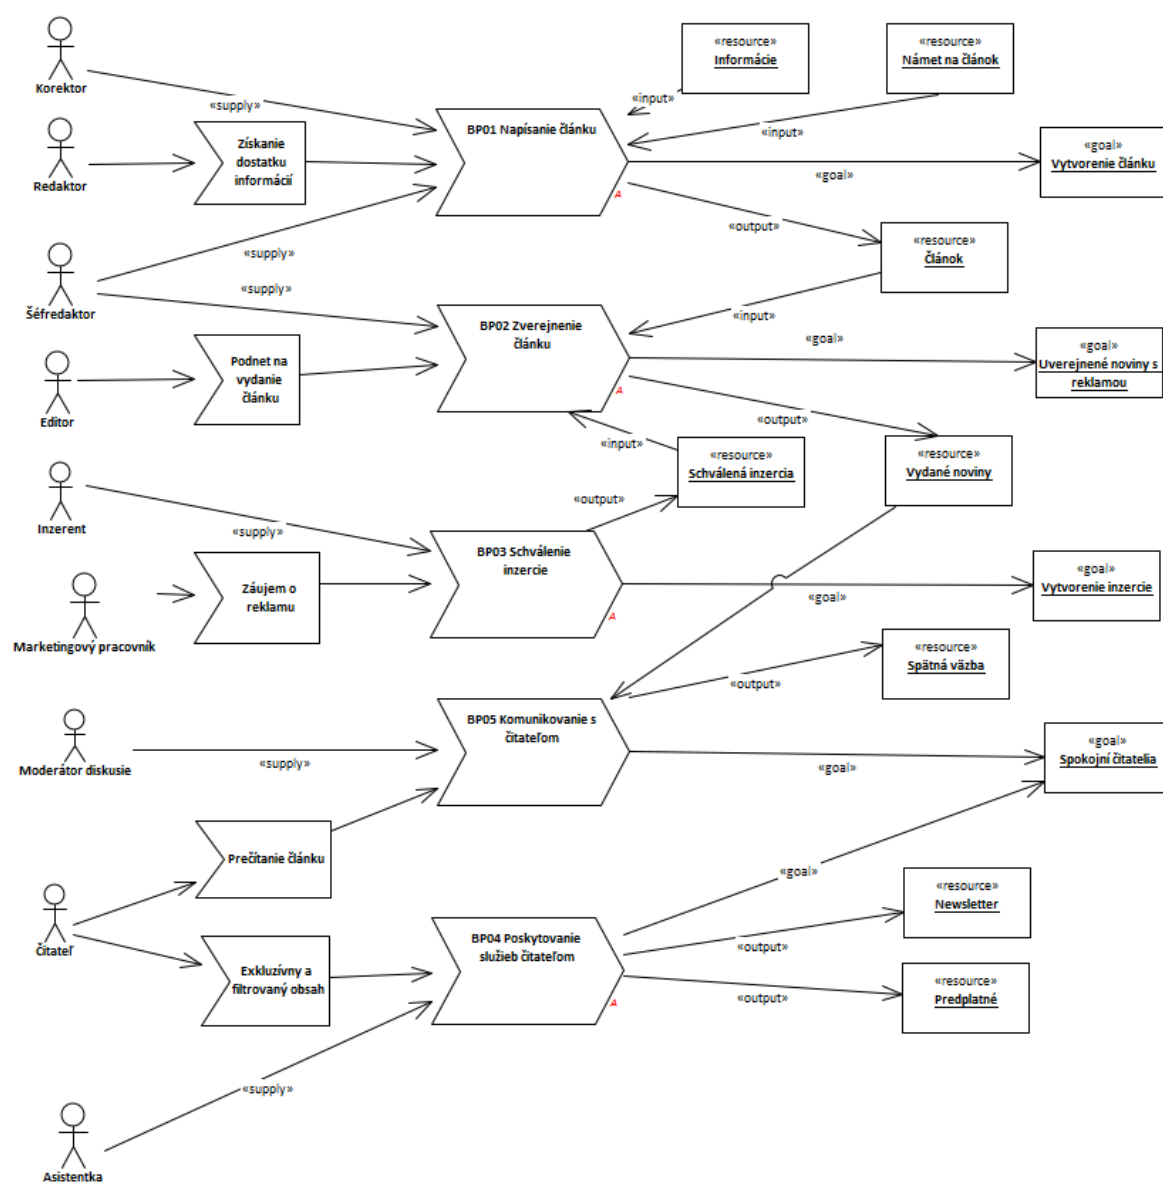 Korektor
«supply»
Redaktor
Získanie
dostatku
informácií
BP01 Napísanie článku
A
«resource»
Informácie
«input»
«resource»
Námet na článok
«input»
«goal»
Vytvorenie článku
«goal»
«output»
«resource»
Článok
«input»
«supply»
«supply»
Šéfredaktor
BP02 Zverejnenie
článku
A
«goal»
«goal»
Uverejnené noviny s
reklamou
Editor
Podnet na
vydanie
článku
«output»
«input»
«resource»
Schválená inzercia
«resource»
Vydané noviny
«output»
Inzerent
«supply»
BP03 Schválenie
inzercie
A
«goal»
«goal»
Vytvorenie inzercie
Záujem o
reklamu
Marketingový pracovník
«resource»
Spätná väzba
«output»
BP05 Komunikovanie s
čitateľom
Moderátor diskusie
«supply»
«goal»
«goal»
Spokojní čitatelia
Prečítanie článku
«goal»
Čitateľ
Exkluzívny a
filtrovaný obsah
BP04 Poskytovanie
služieb čitateľom
A
«resource»
Newsletter
«output»
«resource»
Predplatné
«output»
«supply»
Asistentka